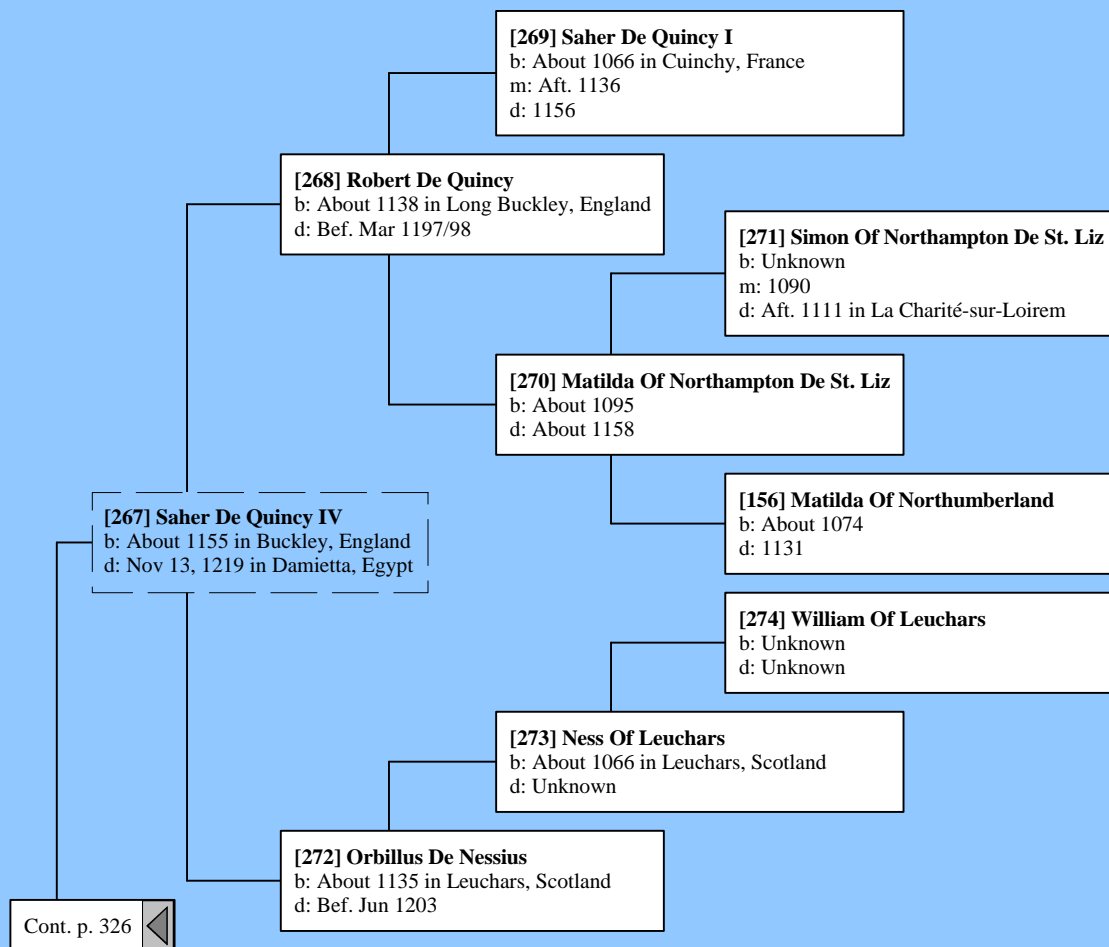 [269] Saher De Quincy I
b: About 1066 in Cuinchy, France
m: Aft. 1136
d: 1156
[268] Robert De Quincy
b: About 1138 in Long Buckley, England
d: Bef. Mar 1197/98
[271] Simon Of Northampton De St. Liz
b: Unknown
m: 1090
d: Aft. 1111 in La Charité-sur-Loirem
[270] Matilda Of Northampton De St. Liz
b: About 1095
d: About 1158
[156] Matilda Of Northumberland
b: About 1074
d: 1131
[267] Saher De Quincy IV
b: About 1155 in Buckley, England
d: Nov 13, 1219 in Damietta, Egypt
[274] William Of Leuchars
b: Unknown
d: Unknown
[273] Ness Of Leuchars
b: About 1066 in Leuchars, Scotland
d: Unknown
[272] Orbillus De Nessius
b: About 1135 in Leuchars, Scotland
d: Bef. Jun 1203
Cont. p. 326